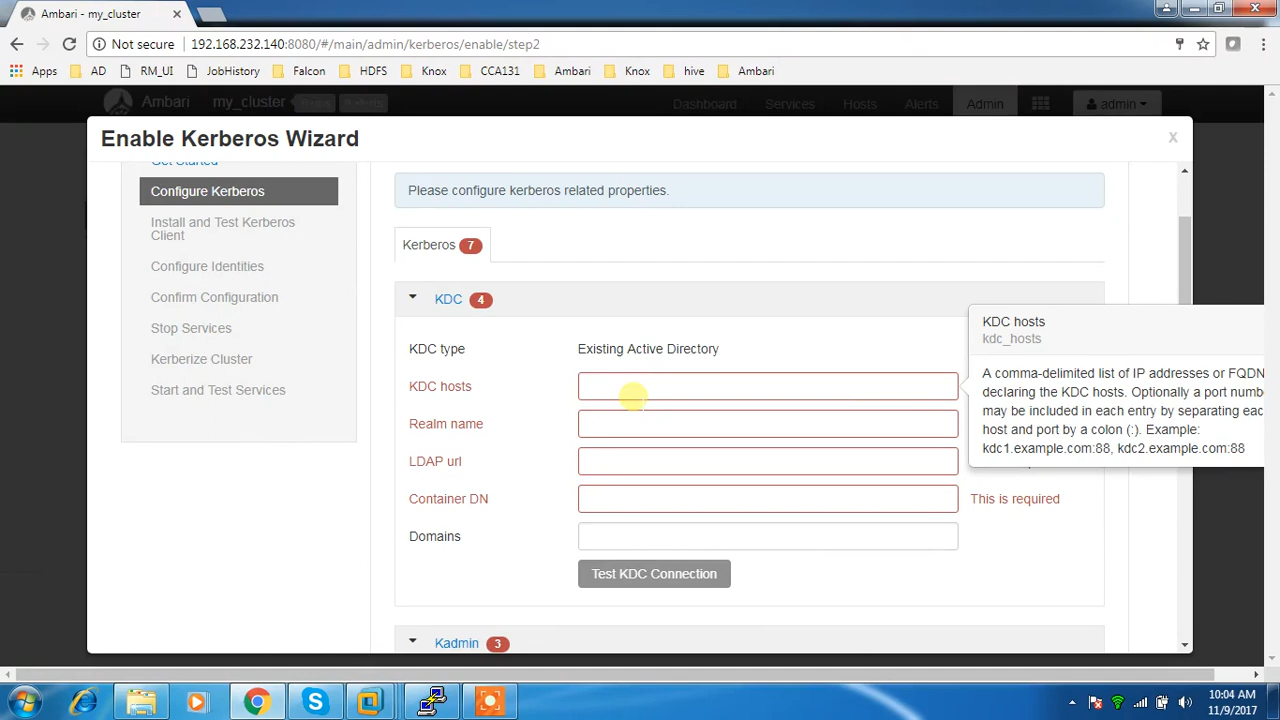 Ambari - my_cluster
Not secure
192.168.232.140:8080/#/main/admin/kerberos/enable/step2
Apps AD RM_UI JobHistory Falcon HDFS Knox CCA131 Ambari Knox hive Ambari
Ambari my_cluster Dashboard Services Hosts Alerts Admin admin
Enable Kerberos Wizard
X
Get Started
Configure Kerberos
Install and Test Kerberos
Client
Configure Identities
Confirm Configuration
Stop Services
Kerberize Cluster
Start and Test Services
Please configure kerberos related properties.
Kerberos 7
KDC 4
KDC type Existing Active Directory
KDC hosts
Realm name
LDAP url
Container DN This is required
Domains
Test KDC Connection
Kadmin 3
KDC hosts
kdc_hosts
A comma-delimited list of IP addresses or FQDN
declaring the KDC hosts. Optionally a port numb
may be included in each entry by separating eac
host and port by a colon (:). Example:
kdc1.example.com:88, kdc2.example.com:88
10:04 AM
11/9/2017